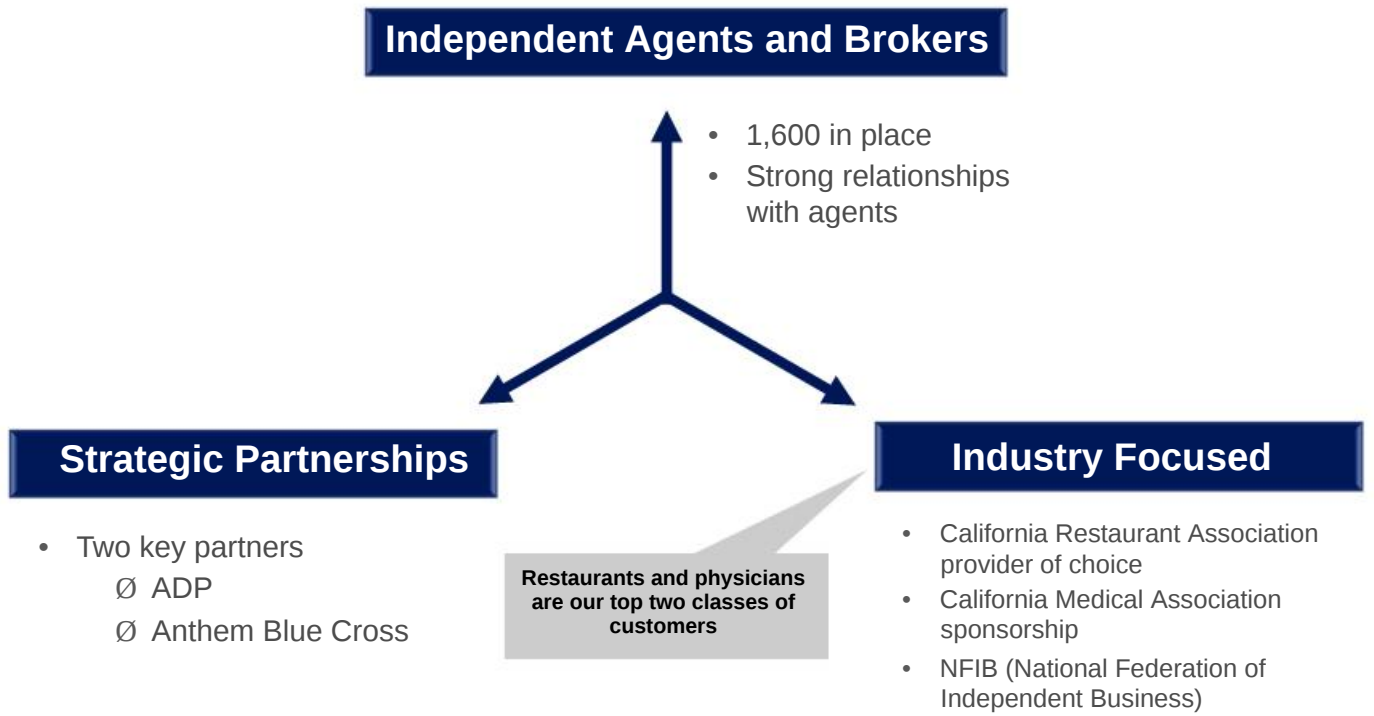 Independent Agents and Brokers
• 1,600 in place
• Strong relationships
with agents
Strategic Partnerships
• Two key partners
Ø ADP
Ø Anthem Blue Cross
Restaurants and physicians
are our top two classes of
customers
Industry Focused
• California Restaurant Association
provider of choice
• California Medical Association
sponsorship
• NFIB (National Federation of
Independent Business)